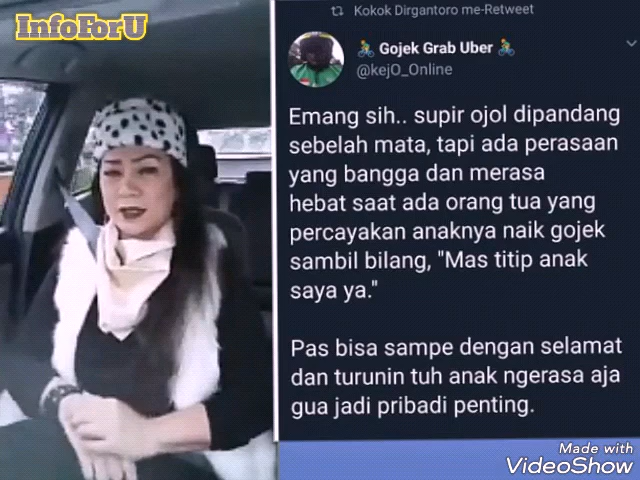 InfoForU
Kokok Dirgantoro me-Retweet
Gojek Grab Uber
@kejO_Online
Emang sih.. supir ojol dipandang
sebelah mata, tapi ada perasaan
yang bangga dan merasa
hebat saat ada orang tua yang
percayakan anaknya naik gojek
sambil bilang, "Mas titip anak
saya ya."
Pas bisa sampe dengan selamat
dan turunin tuh anak ngerasa aja
gua jadi pribadi penting.
Made with
VideoShow